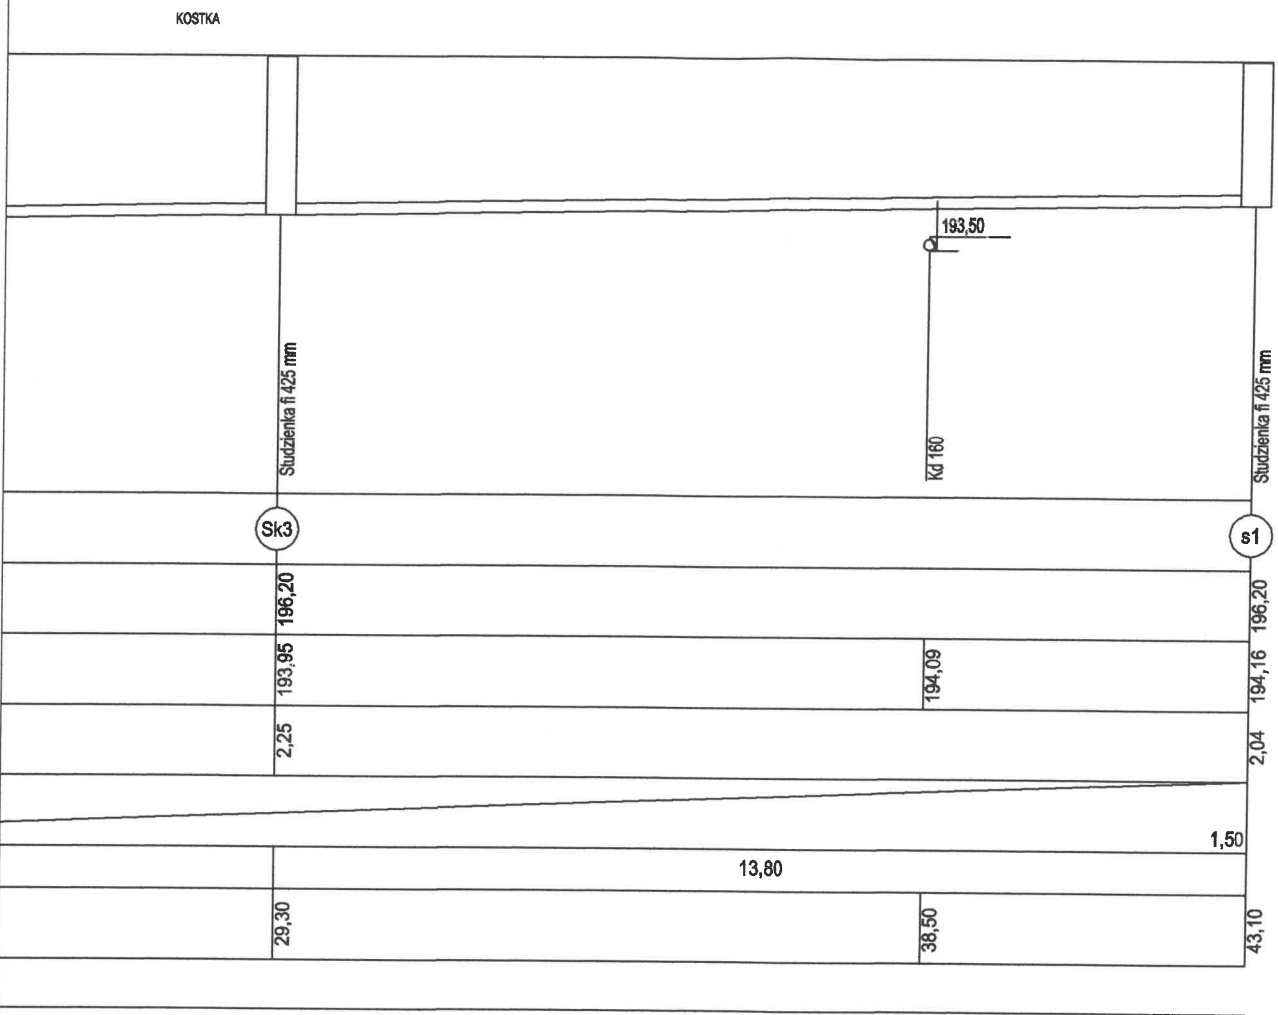 KOSTKA
193,50
Studzienka fi 425 mm
Kd 160
Studzienka fi 425 mm
Sk3
s1
196,20
196,20
193,95
194,09
194,16
2,25
2,04
1,50
13,80
29,30
38,50
43,10